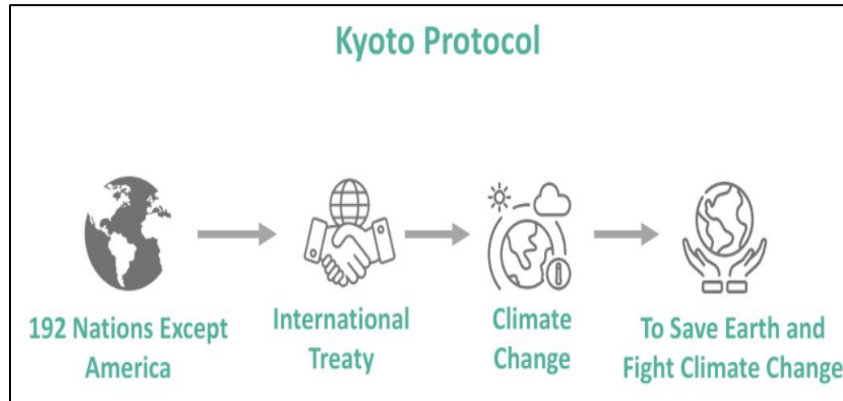 Kyoto Protocol
192 Nations Except
America
International
Treaty
Climate
Change
To Save Earth and
Fight Climate Change